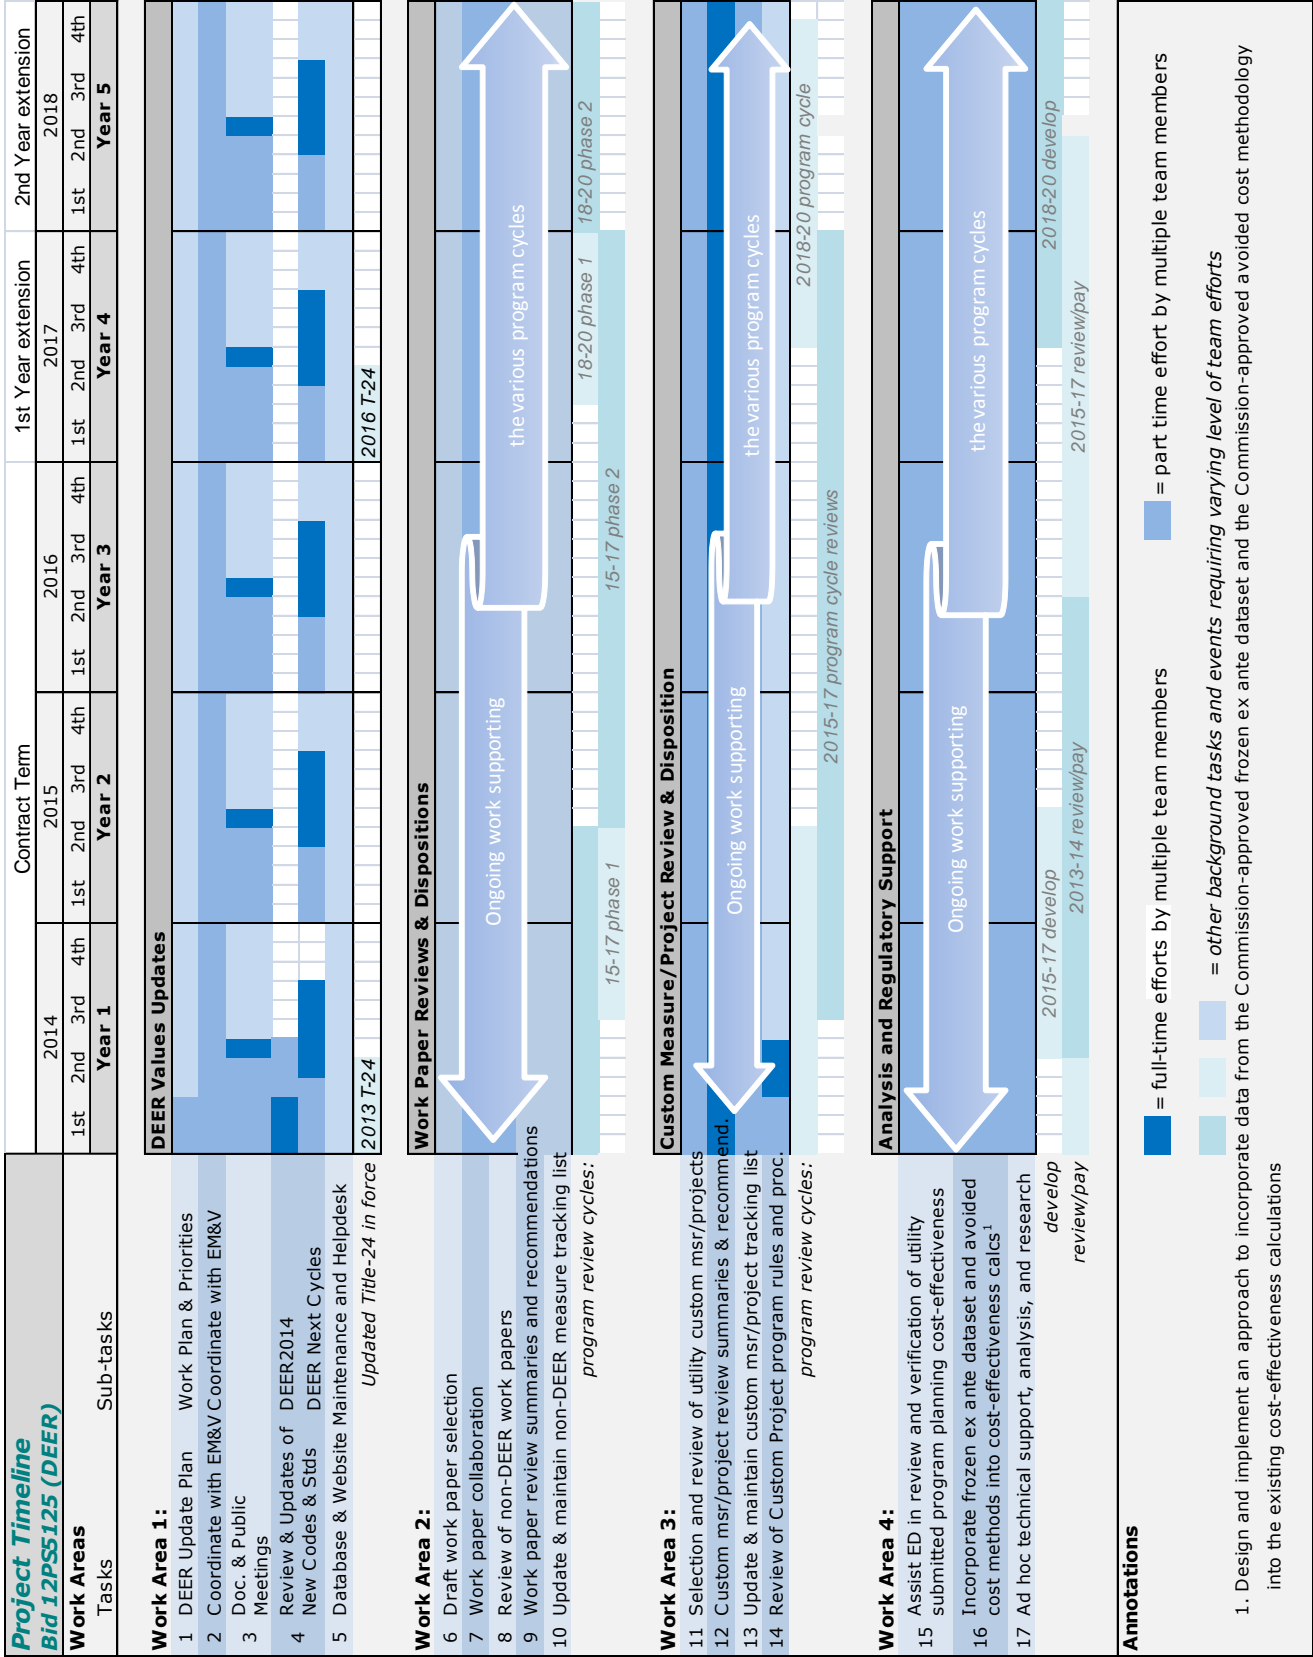 Project Timeline
Bid 12PS5125 (DEER)
Contract Term
1st Year extension
2nd Year extension
2014
2015
2016
2017
2018
Work Areas
1st 2nd 3rd 4th 1st 2nd 3rd 4th 1st 2nd 3rd 4th 1st 2nd 3rd 4th 1st 2nd 3rd 4th
Tasks
Sub-tasks
Year 1
Year 2
Year 3
Year 4
Year 5
Work Area 1:
DEER Values Updates
1 DEER Update Plan Work Plan & Priorities
2 Coordinate with EM&V Coordinate with EM&V
3 Doc. & Public
Meetings
4 Review & Updates of DEER2014
New Codes & Stds DEER Next Cycles
5 Database & Website Maintenance and Helpdesk
Updated Title-24 in force
2013 T-24
2016 T-24
Work Area 2:
Work Paper Reviews & Dispositions
6 Draft work paper selection
7 Work paper collaboration
8 Review of non-DEER work papers
9 Work paper review summaries and recommendations
10 Update & maintain non-DEER measure tracking list
Ongoing work supporting
the various program cycles
program review cycles:
18-20 phase 1
18-20 phase 2
15-17 phase 1
15-17 phase 2
Work Area 3:
Custom Measure/Project Review & Disposition
11 Selection and review of utility custom msr/projects
12 Custom msr/project review summaries & recommend.
13 Update & maintain custom msr/project tracking list
14 Review of Custom Project program rules and proc.
Ongoing work supporting
the various program cycles
program review cycles:
2018-20 program cycle
2015-17 program cycle reviews
Work Area 4:
Analysis and Regulatory Support
15 Assist ED in review and verification of utility
submitted program planning cost-effectiveness
16 Incorporate frozen ex ante dataset and avoided
cost methods into cost-effectiveness calcs1
17 Ad hoc technical support, analysis, and research
Ongoing work supporting
the various program cycles
develop
2015-17 develop
2018-20 develop
review/pay
2013-14 review/pay
2015-17 review/pay
Annotations
= full-time efforts by multiple team members
= part time effort by multiple team members
= other background tasks and events requiring varying level of team efforts
1. Design and implement an approach to incorporate data from the Commission-approved frozen ex ante dataset and the Commission-approved avoided cost methodology
into the existing cost-effectiveness calculations